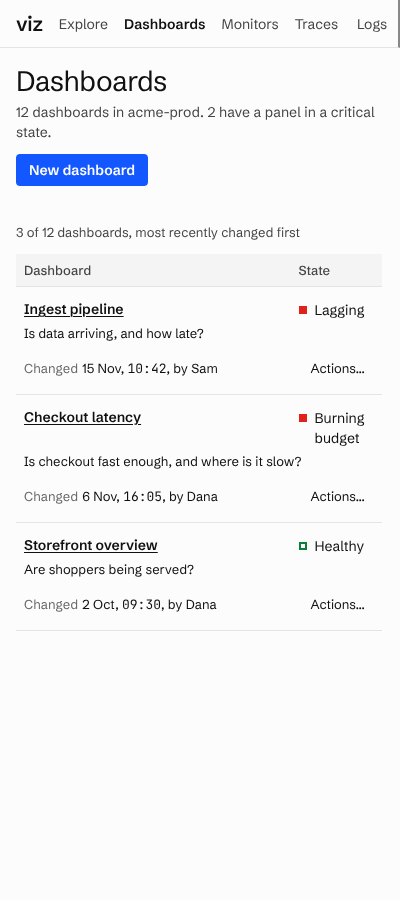 viz Explore Dashboards Monitors Traces Logs
Dashboards
12 dashboards in acme-prod. 2 have a panel in a critical
state.
New dashboard
3 of 12 dashboards, most recently changed first
Dashboard State
Ingest pipeline Lagging
Is data arriving, and how late?
Changed 15 Nov, 10:42, by Sam Actions...
Checkout latency Burning
budget
Is checkout fast enough, and where is it slow?
Changed 6 Nov, 16:05, by Dana Actions...
Storefront overview Healthy
Are shoppers being served?
Changed 2 Oct, 09:30, by Dana Actions...